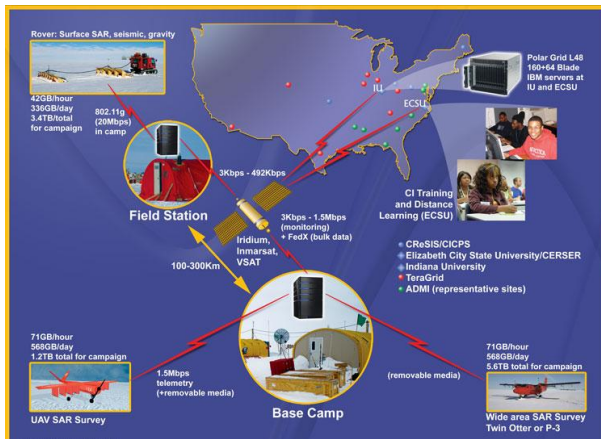 Rover: Surface SAR, seismic, gravity
42GB/hour
336GB/day
3.4TB/total
for campaign
802.11g
(20Mbps)
in camp
IU
ECSU
Polar Grid L48
160+64 Blade
IBM servers at
IU and ECSU
3Kbps - 492Kbps
Field Station
CI Training
and Distance
Learning (ECSU)
3Kbps - 1.5Mbps
(monitoring)
+ FedX (bulk data)
Iridium,
Inmarsat,
VSAT
100-300Km
CReSIS/CICPS
Elizabeth City State University/CERSER
Indiana University
TeraGrid
ADMI (representative sites)
71GB/hour
568GB/day
1.2TB total for campaign
1.5Mbps
telemetry
(+removable media)
UAV SAR Survey
Base Camp
(removable media)
71GB/hour
568GB/day
5.6TB total for campaign
Wide area SAR Survey
Twin Otter or P-3